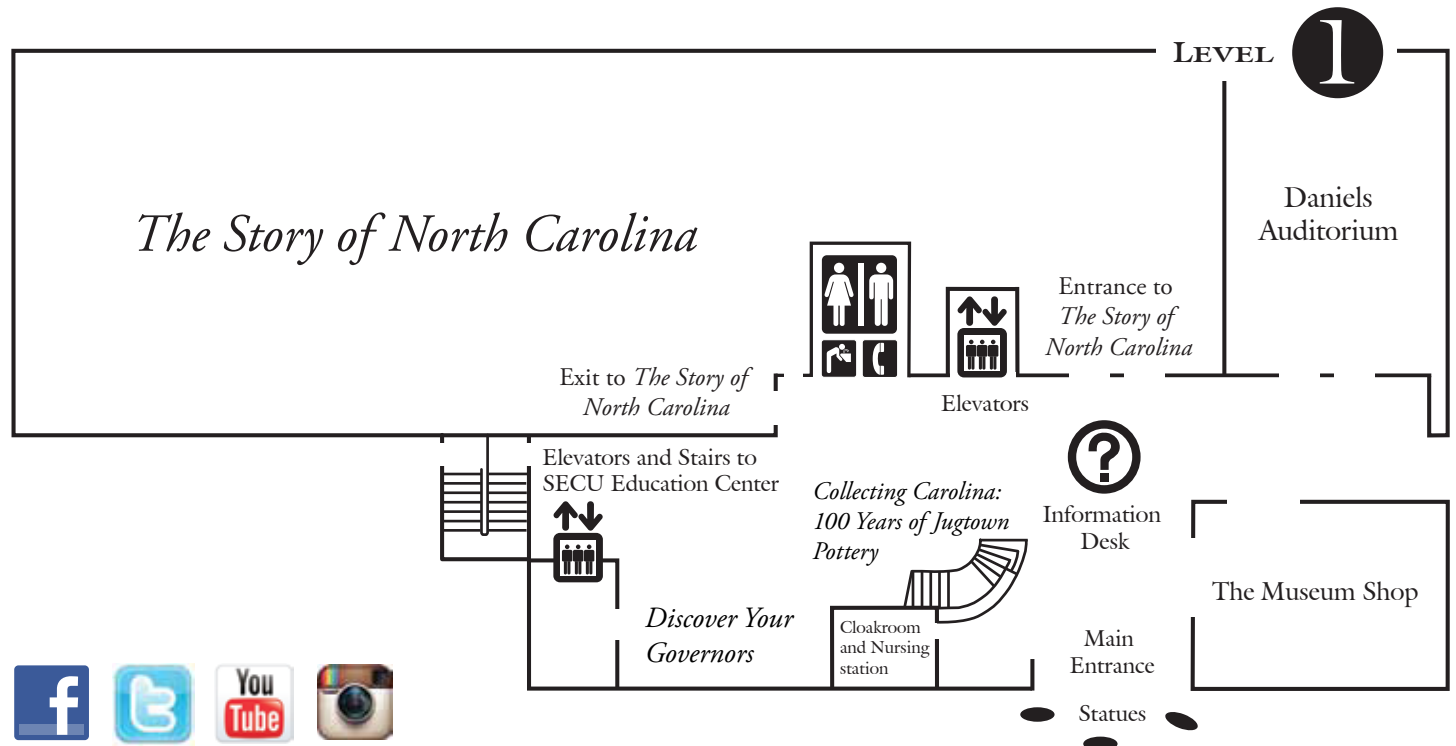 LEVEL 1
The Story of North Carolina
Daniels
Auditorium
Entrance to
The Story of
North Carolina
Exit to The Story of
North Carolina
Elevators
Elevators and Stairs to
SECU Education Center
Collecting Carolina:
100 Years of Jugtown
Pottery
?
Information
Desk
The Museum Shop
Discover Your
Governors
Cloakroom
and Nursing
station
Main
Entrance
Statues
f
t
You
Tube